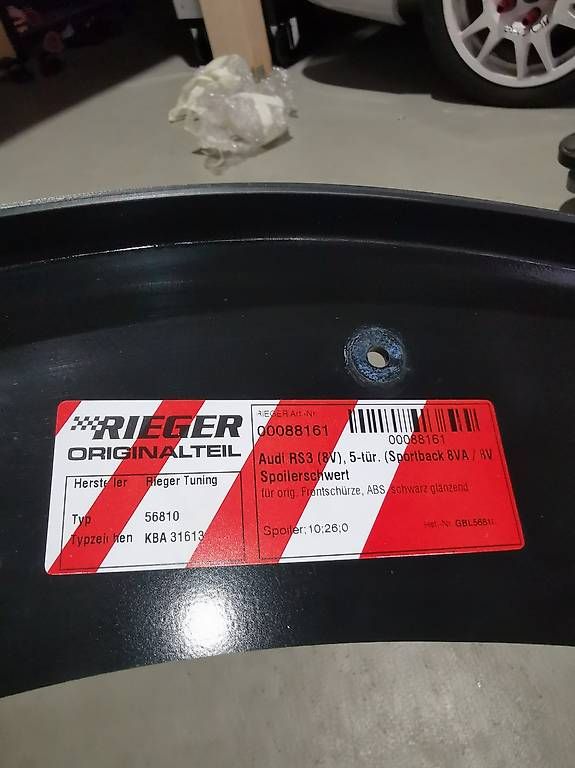 RIEGER
ORIGINALTEIL
Hersteller Rieger Tuning
Typ 56810
Typzeichen KBA 31613
RIEGER Art.-Nr.
00088161
00088161
Audi RS3 (8V), 5-tür. (Sportback 8VA / 8V
Spoilerschwert
für orig. Frontschürze, ABS, schwarz glänzend
Spoiler;10;26;0